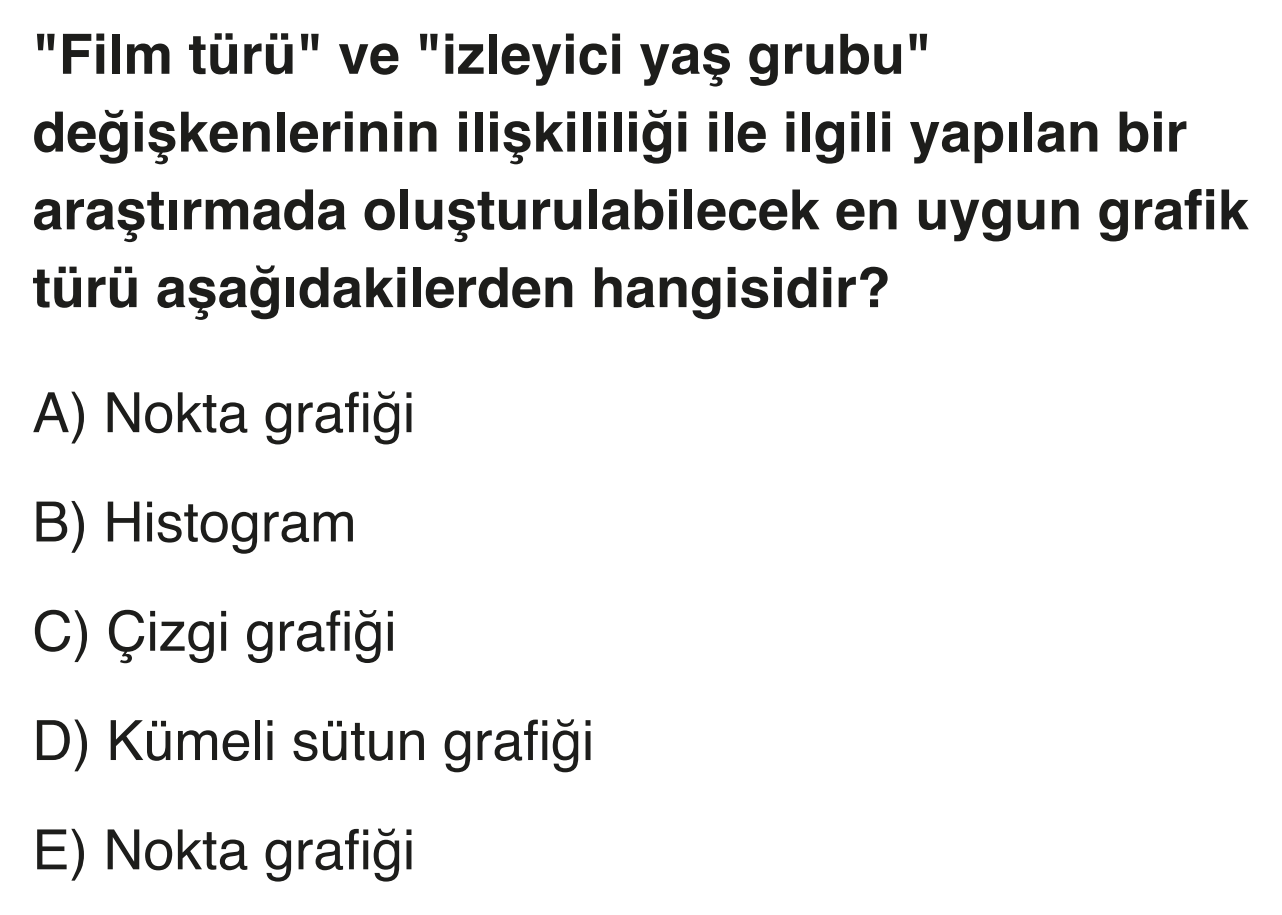 "Film türü" ve "izleyici yaş grubu"
değişkenlerinin ilişkililiği ile ilgili yapılan bir
araştırmada oluşturulabilecek en uygun grafik
türü aşağıdakilerden hangisidir?
A) Nokta grafiği
B) Histogram
C) Çizgi grafiği
D) Kümeli sütun grafiği
E) Nokta grafiği